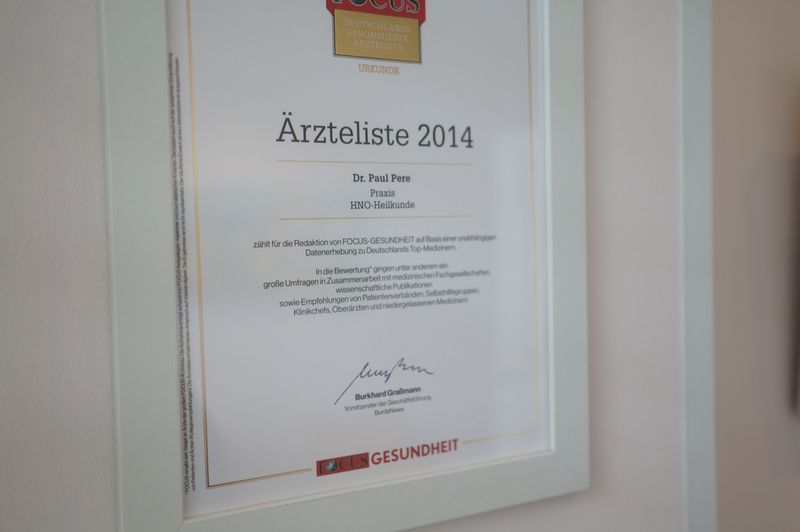 FOCUS
DEUTSCHLANDS
RENOMMIERTE
ÄRZTELISTE
URKUNDE
Ärzteliste 2014
Dr. Paul Pere
Praxis
HNO-Heilkunde
zählt für die Redaktion von FOCUS-GESUNDHEIT auf Basis einer unabhängigen
Datenerhebung zu Deutschlands Top-Medizinern.
In die Bewertung* gingen unter anderem ein:
große Umfragen in Zusammenarbeit mit medizinischen Fachgesellschaften,
wissenschaftliche Publikationen
sowie Empfehlungen von Patientenverbänden, Selbsthilfegruppen,
Klinikchefs, Oberärzten und niedergelassenen Medizinern.
Burkhard Graßmann
Vorsitzender der Geschäftsführung
BurdaNews
FOCUS GESUNDHEIT